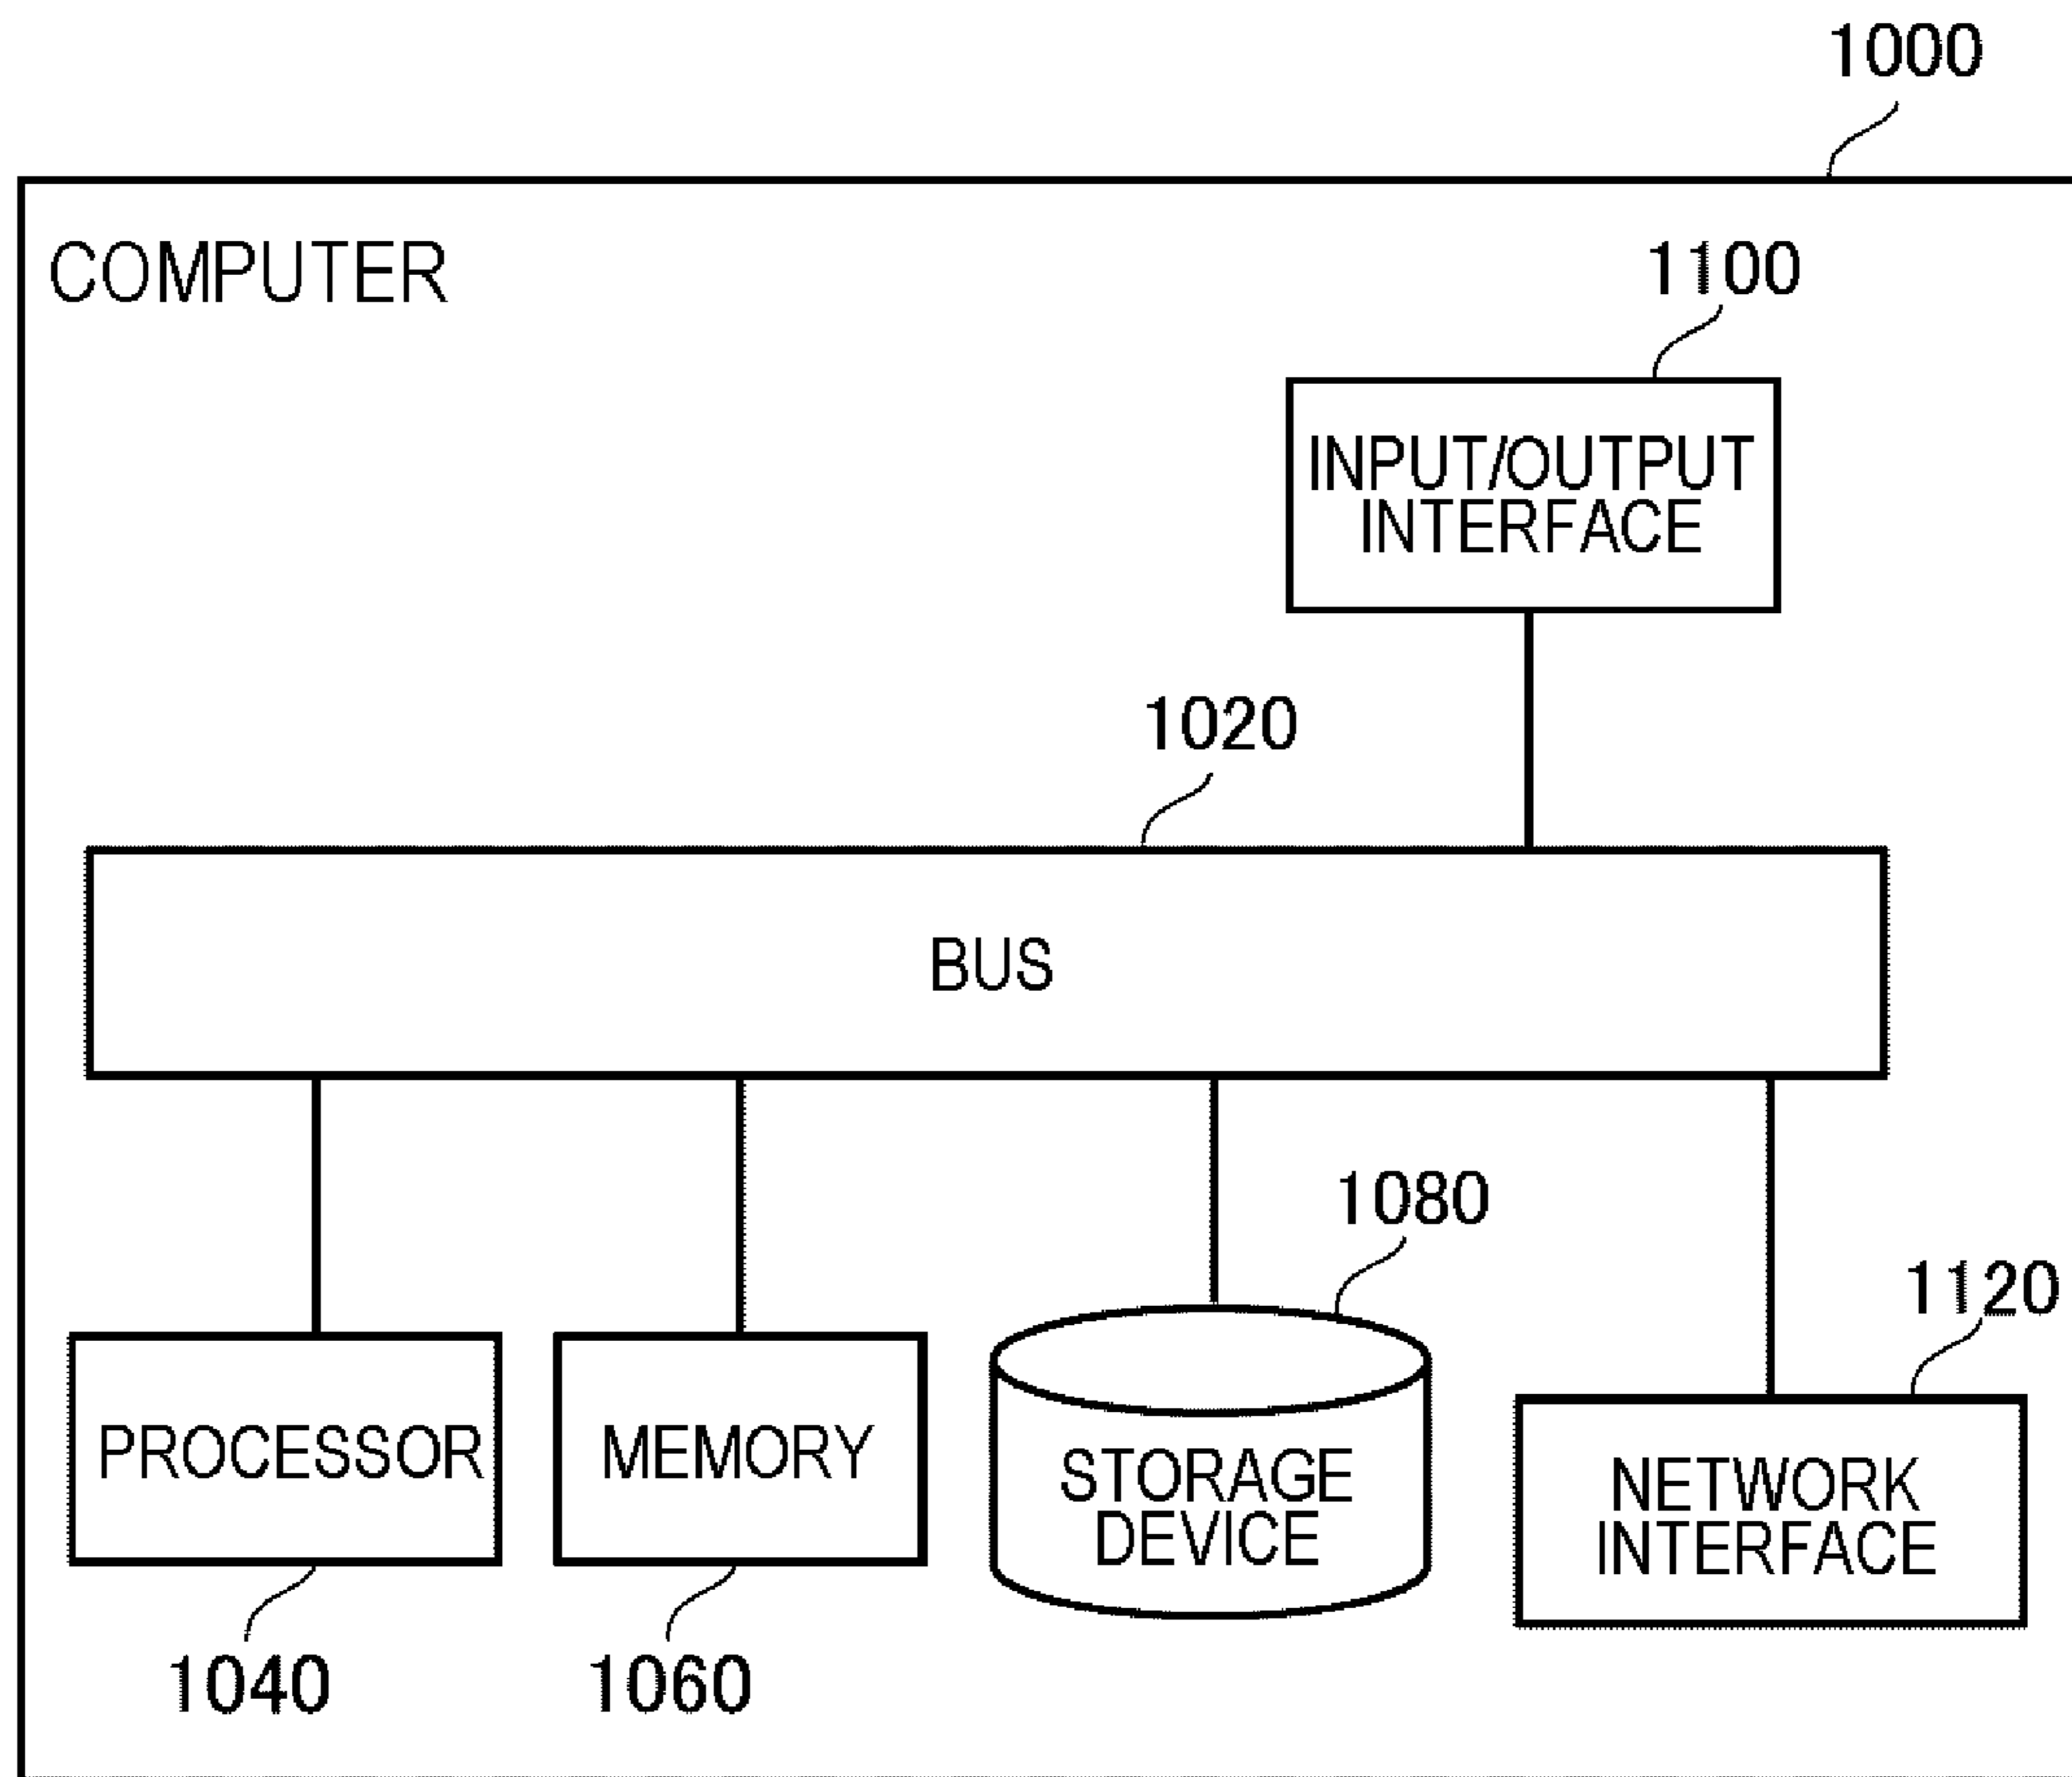 1000
COMPUTER
1100
INPUT/OUTPUT
INTERFACE
1020
BUS
1080
1120
PROCESSOR
MEMORY
STORAGE
DEVICE
NETWORK
INTERFACE
1040
1060